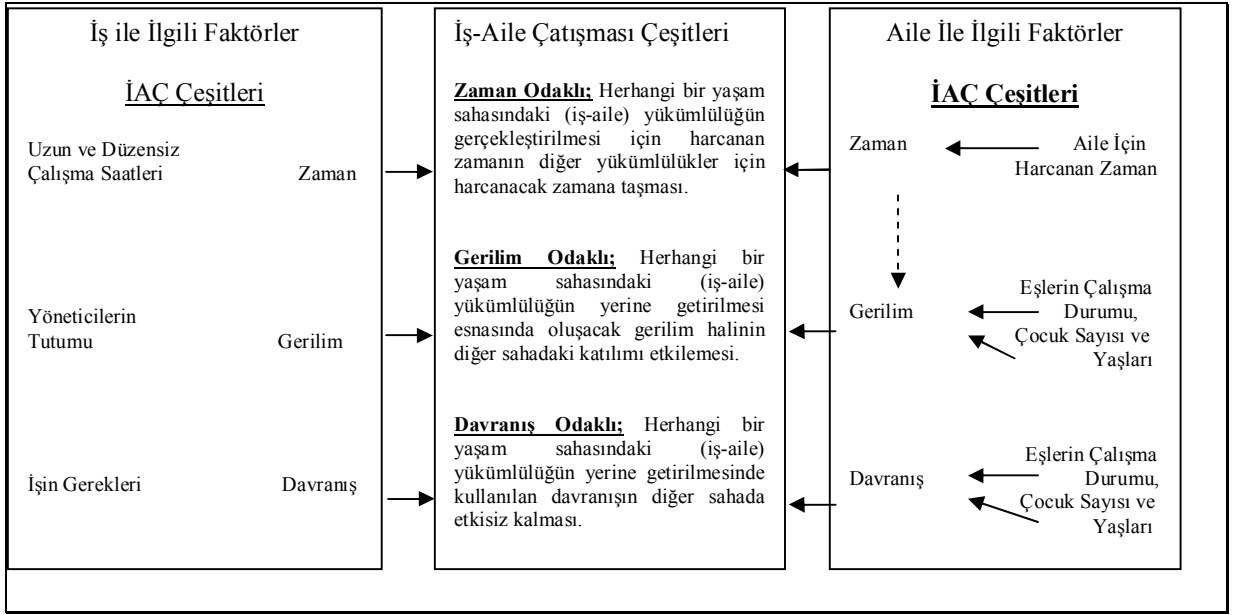 İş ile İlgili Faktörler
İAÇ Çeşitleri
Uzun ve Düzensiz
Çalışma Saatleri Zaman
Yöneticilerin
Tutumu Gerilim
İşin Gerekleri Davranış
İş-Aile Çatışması Çeşitleri
Zaman Odaklı; Herhangi bir yaşam
sahasındaki (iş-aile) yükümlülüğün
gerçekleştirilmesi için harcanan
zamanın diğer yükümlülükler için
harcanacak zamana taşması.
Gerilim Odaklı; Herhangi bir
yaşam sahasındaki (iş-aile)
yükümlülüğün yerine getirilmesi
esnasında oluşacak gerilim halinin
diğer sahadaki katılımı etkilemesi.
Davranış Odaklı; Herhangi bir
yaşam sahasındaki (iş-aile)
yükümlülüğün yerine getirilmesinde
kullanılan davranışın diğer sahada
etkisiz kalması.
Aile İle İlgili Faktörler
İAÇ Çeşitleri
Zaman Aile İçin
Harcanan Zaman
Eşlerin Çalışma
Gerilim Durumu,
Çocuk Sayısı ve
Yaşları
Eşlerin Çalışma
Davranış Durumu,
Çocuk Sayısı ve
Yaşları